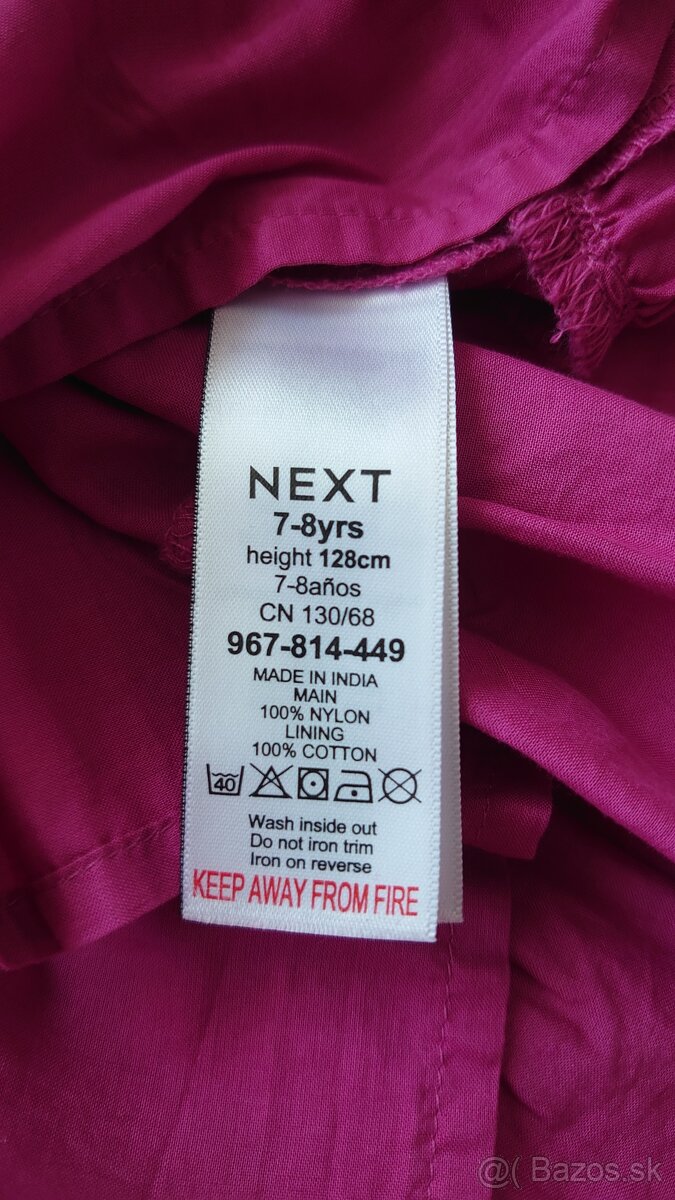 NEXT
7-8yrs
height 128cm
7-8años
CN 130/68
967-814-449
MADE IN INDIA
MAIN
100% NYLON
LINING
100% COTTON
40
Wash inside out
Do not iron trim
Iron on reverse
KEEP AWAY FROM FIRE
@( Bazos.sk